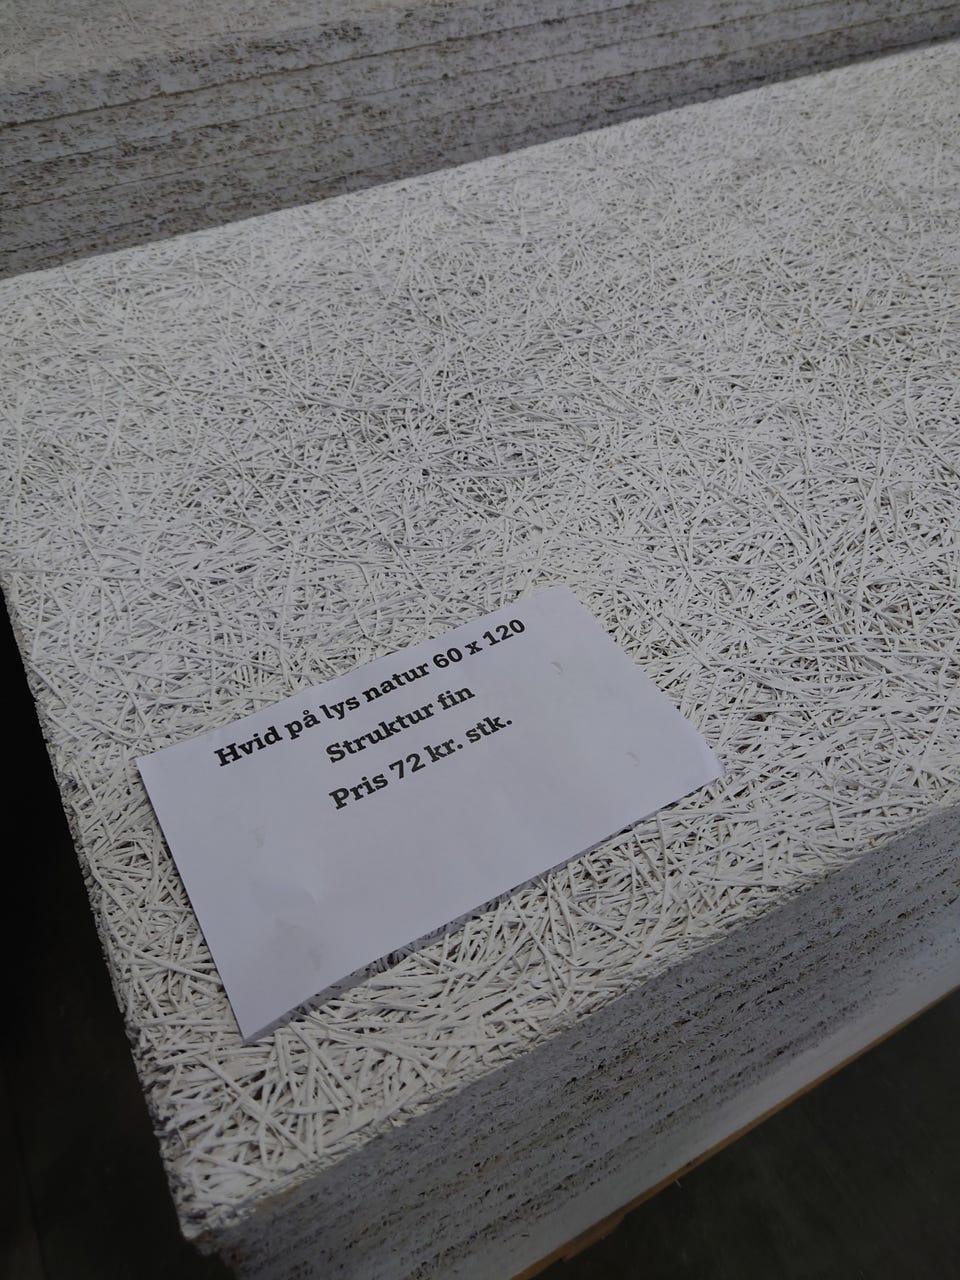 Hvid på lys natur 60 x 120
Struktur fin
Pris 72 kr. stk.